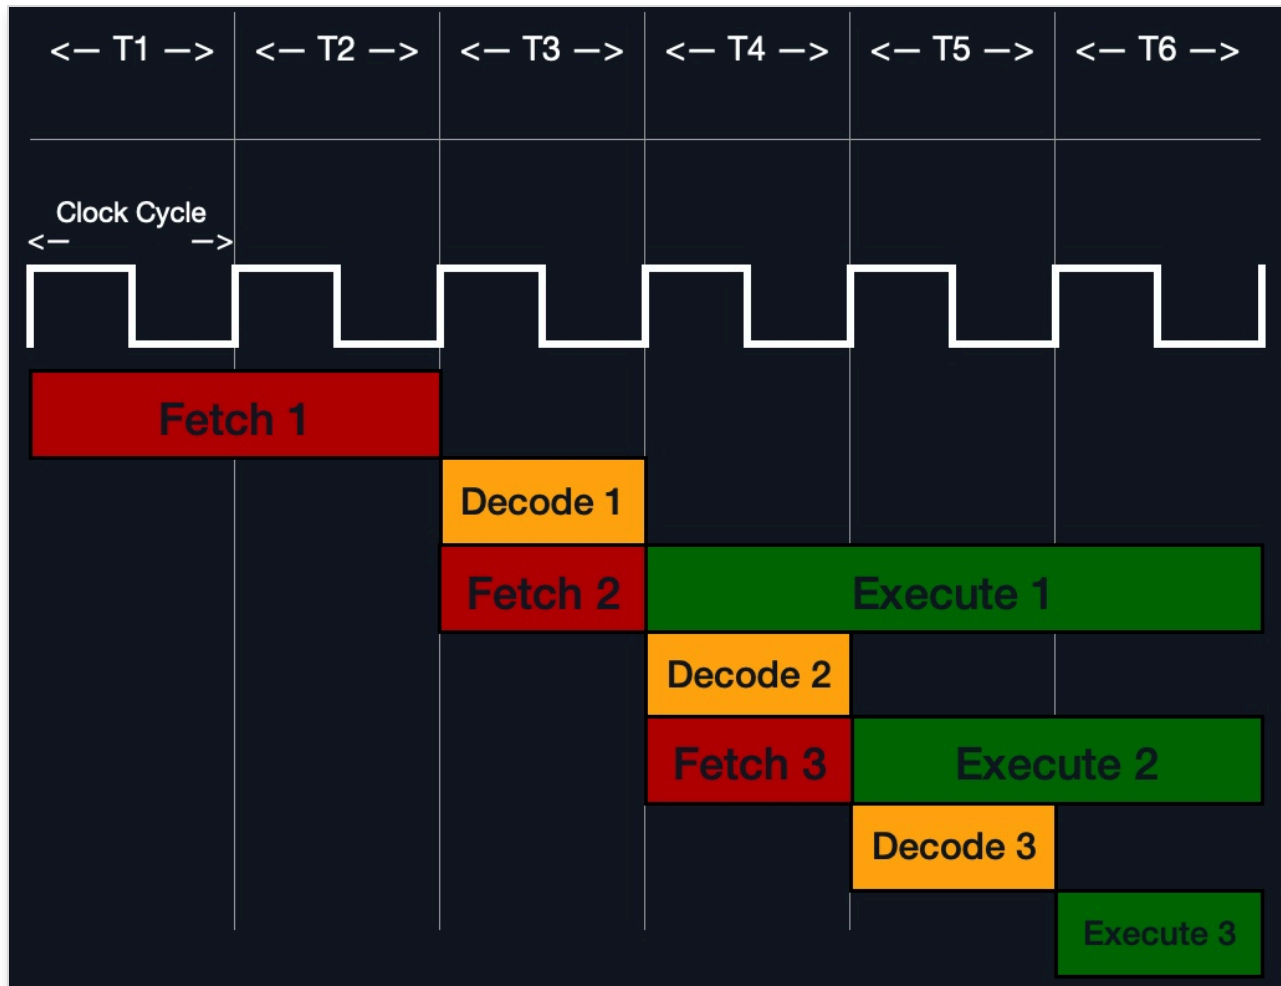 <— T1 —> <— T2 —> <— T3 —> <— T4 —> <— T5 —> <— T6 —>
Clock Cycle
<— —>
Fetch 1
Decode 1
Fetch 2 Execute 1
Decode 2
Fetch 3 Execute 2
Decode 3
Execute 3